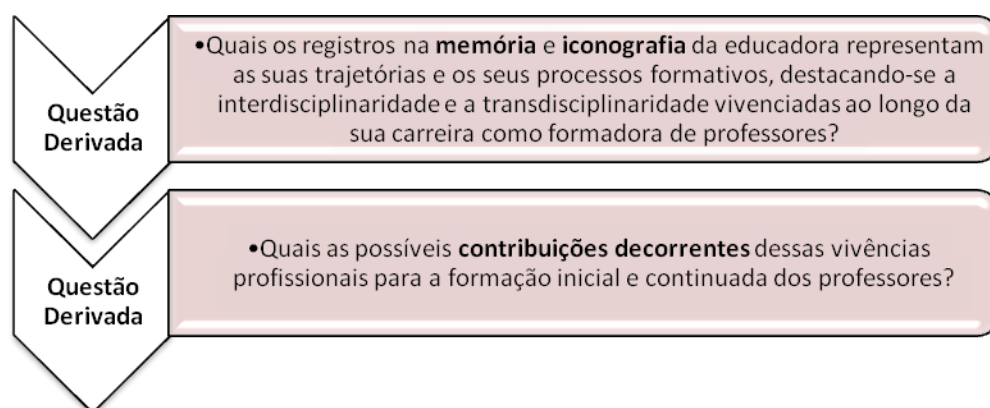 Questão
Derivada
•Quais os registros na memória e iconografia da educadora representam
as suas trajetórias e os seus processos formativos, destacando-se a
interdisciplinaridade e a transdisciplinaridade vivenciadas ao longo da
sua carreira como formadora de professores?
Questão
Derivada
•Quais as possíveis contribuições decorrentes dessas vivências
profissionais para a formação inicial e continuada dos professores?